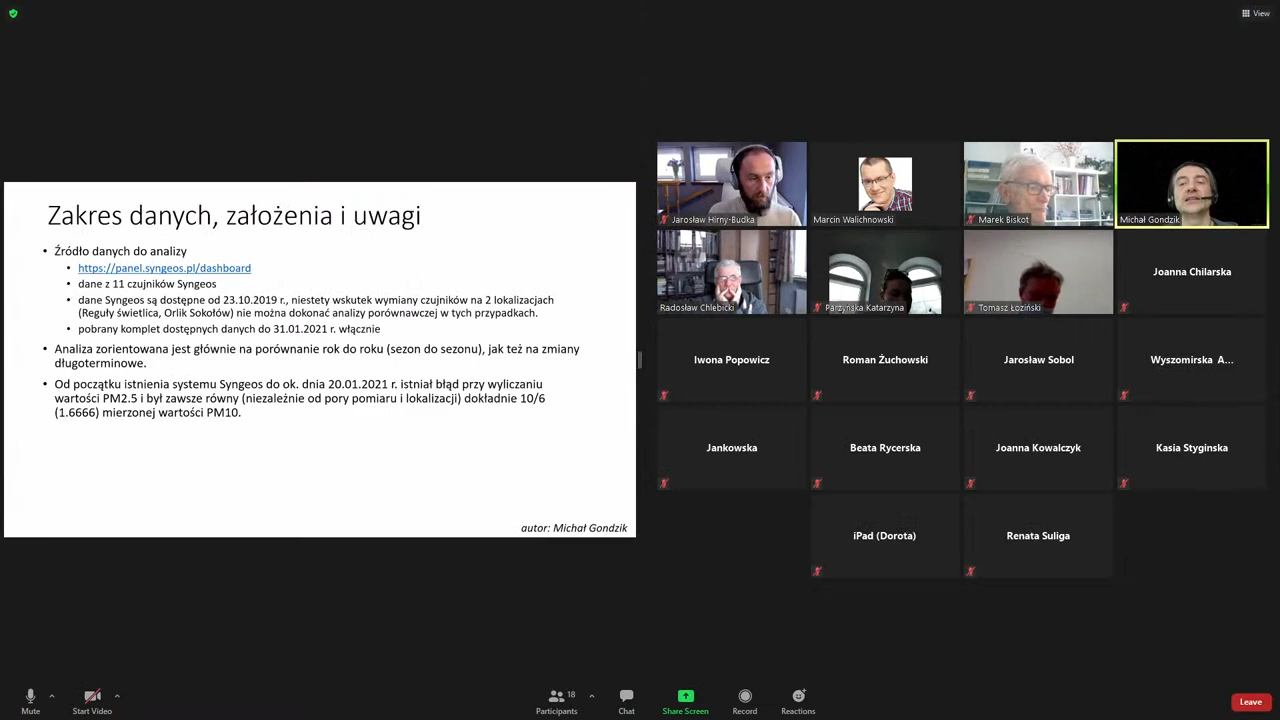 View
Zakres danych, założenia i uwagi
• Źródło danych do analizy
• https://panel.syngeos.pl/dashboard
• dane z 11 czujników Syngeos
• dane Syngeos są dostępne od 23.10.2019 r., niestety wskutek wymiany czujników na 2 lokalizacjach
(Reguły świetlica, Orlik Sokołów) nie można dokonać analizy porównawczej w tych przypadkach.
• pobrany komplet dostępnych danych do 31.01.2021 r. włącznie
• Analiza zorientowana jest głównie na porównanie rok do roku (sezon do sezonu), jak też na zmiany
długoterminowe.
• Od początku istnienia systemu Syngeos do ok. dnia 20.01.2021 r. istniał błąd przy wyliczaniu
wartości PM2.5 i był zawsze równy (niezależnie od pory pomiaru i lokalizacji) dokładnie 10/6
(1.6666) mierzonej wartości PM10.
autor: Michał Gondzik
Jarosław Hirny-Budka
Marcin Walichnowski
Marek Biskot
Michał Gondzik
Radosław Chlebicki
Parzyńska Katarzyna
Tomasz Łoziński
Joanna Chilarska
Iwona Popowicz
Roman Żuchowski
Jarosław Sobol
Wyszomirska A...
Jankowska
Beata Rycerska
Joanna Kowalczyk
Kasia Styginska
iPad (Dorota)
Renata Suliga
Mute
Start Video
Participants
18
Chat
Share Screen
Record
Reactions
Leave